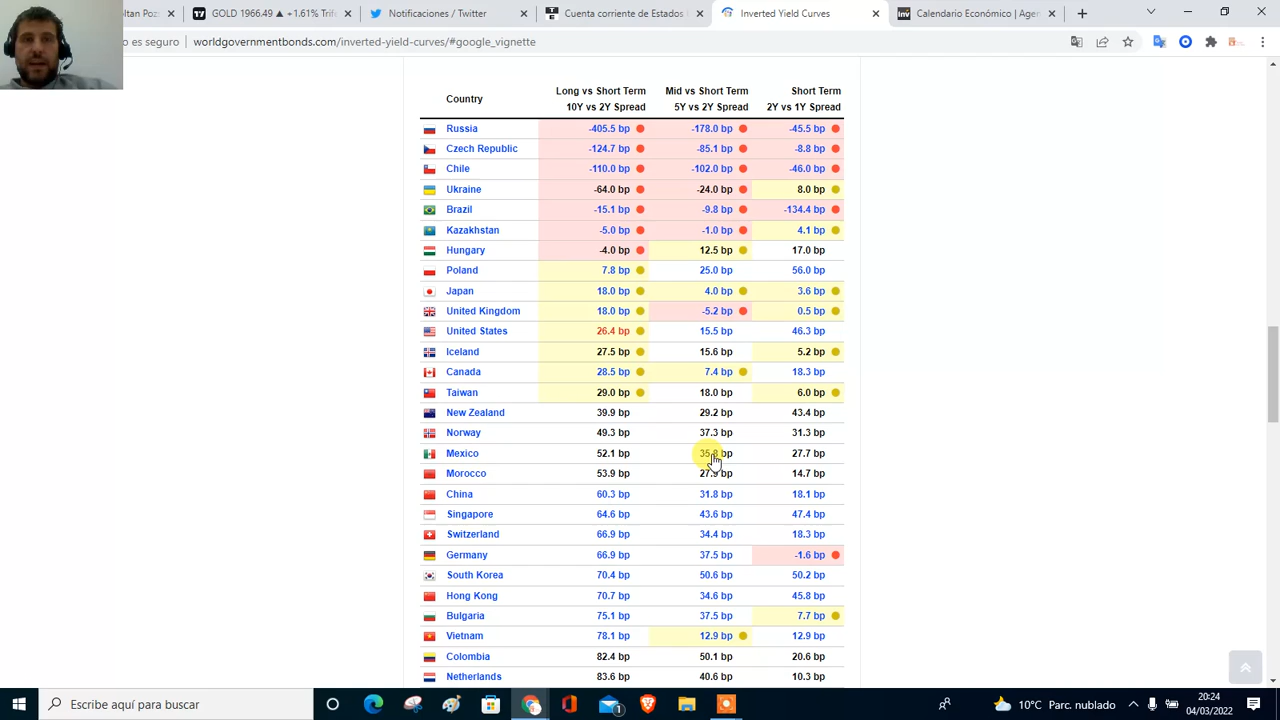 ltan Poz
GOLD 1966.49 ▲ +1.61% Trif
Notificaciones / Twitter
Cuenta corriente de Estados
Inverted Yield Curves
Calendario Económico | Agen
o es seguro | worldgovernmentbonds.com/inverted-yield-curves/#google_vignette
Country
Long vs Short Term
10Y vs 2Y Spread
Mid vs Short Term
5Y vs 2Y Spread
Short Term
2Y vs 1Y Spread
Russia -405.5 bp -178.0 bp -45.5 bp
Czech Republic -124.7 bp -85.1 bp -8.8 bp
Chile -110.0 bp -102.0 bp -46.0 bp
Ukraine -64.0 bp -24.0 bp 8.0 bp
Brazil -15.1 bp -9.8 bp -134.4 bp
Kazakhstan -5.0 bp -1.0 bp 4.1 bp
Hungary -4.0 bp 12.5 bp 17.0 bp
Poland 7.8 bp 25.0 bp 56.0 bp
Japan 18.0 bp 4.0 bp 3.6 bp
United Kingdom 18.0 bp -5.2 bp 0.5 bp
United States 26.4 bp 15.5 bp 46.3 bp
Iceland 27.5 bp 15.6 bp 5.2 bp
Canada 28.5 bp 7.4 bp 18.3 bp
Taiwan 29.0 bp 18.0 bp 6.0 bp
New Zealand 39.9 bp 29.2 bp 43.4 bp
Norway 49.3 bp 37.3 bp 31.3 bp
Mexico 52.1 bp 35.8 bp 27.7 bp
Morocco 53.9 bp bp 14.7 bp
China 60.3 bp 31.8 bp 18.1 bp
Singapore 64.6 bp 43.6 bp 47.4 bp
Switzerland 66.9 bp 34.4 bp 18.3 bp
Germany 66.9 bp 37.5 bp -1.6 bp
South Korea 70.4 bp 50.6 bp 50.2 bp
Hong Kong 70.7 bp 34.6 bp 45.8 bp
Bulgaria 75.1 bp 37.5 bp 7.7 bp
Vietnam 78.1 bp 12.9 bp 12.9 bp
Colombia 82.4 bp 50.1 bp 20.6 bp
Netherlands 83.6 bp 40.6 bp 10.3 bp
Escribe aquí para buscar
10°C Parc. nublado
20:24
04/03/2022